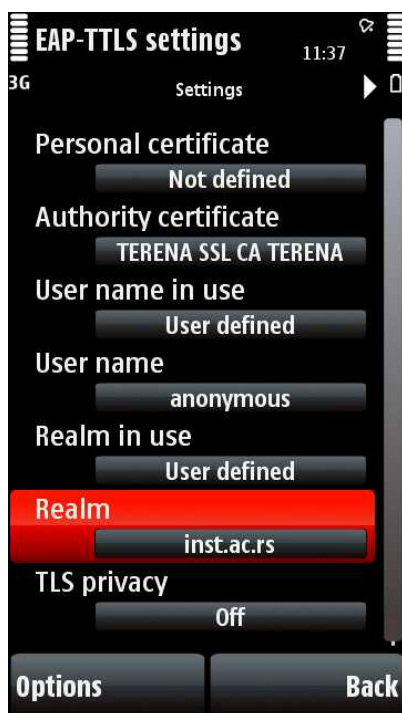 EAP-TTLS settings
11:37
3G
Settings
Personal certificate
Not defined
Authority certificate
TERENA SSL CA TERENA
User name in use
User defined
User name
anonymous
Realm in use
User defined
Realm
inst.ac.rs
TLS privacy
Off
Options
Back